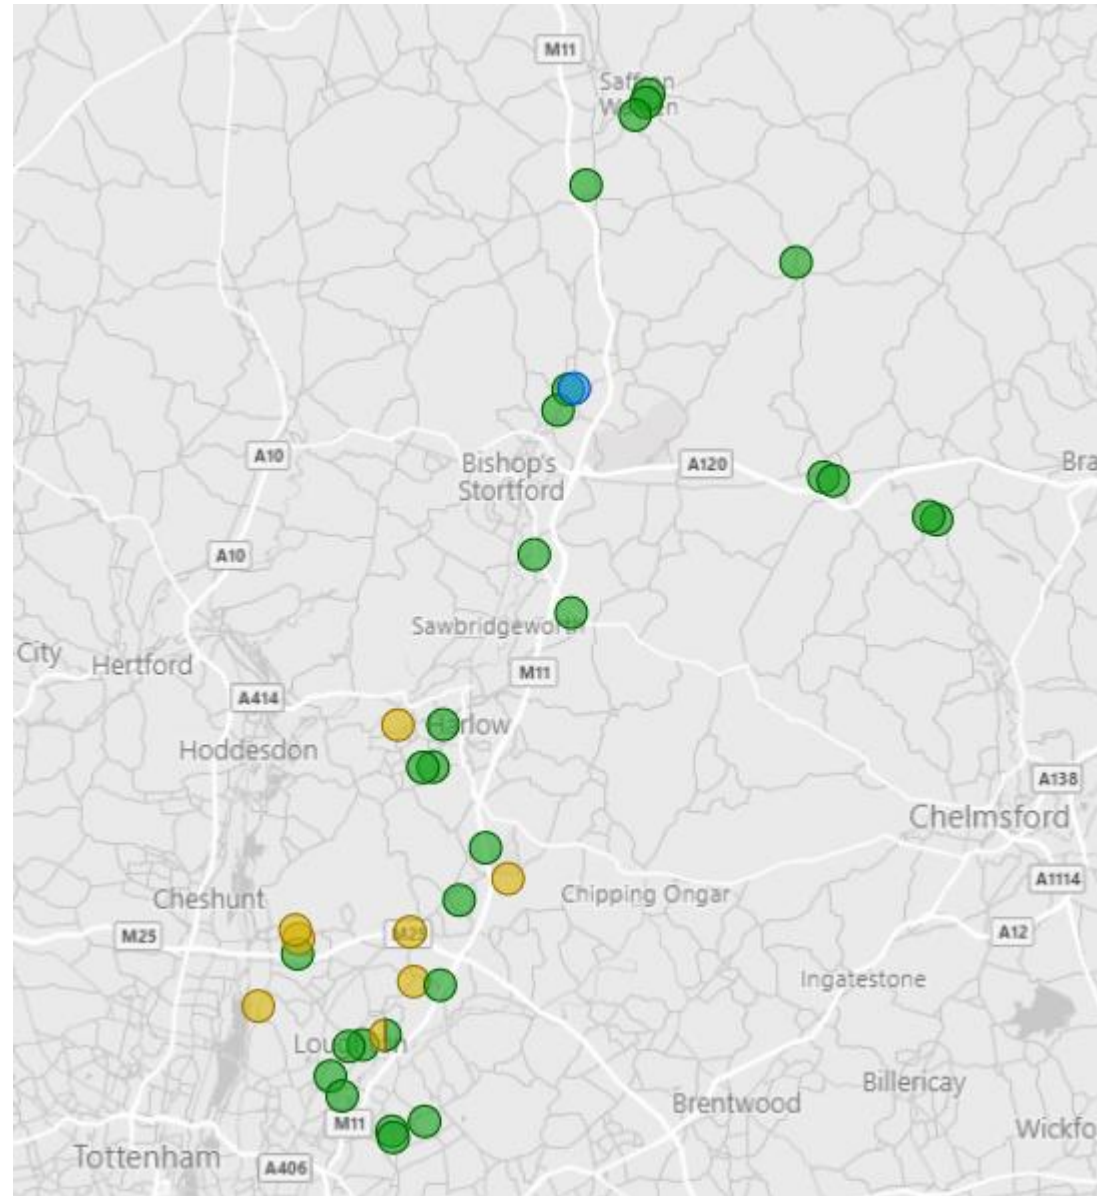 M11
Saffron
Walden
A10
Bishop's
Stortford
A120
Bra
A10
Sawbridgeworth
City
Hertford
M11
A414
Harlow
Hoddesdon
A138
Chelmsford
Cheshunt
Chipping Ongar
A1114
M25
M25
A12
Ingatestone
Loughton
Billericay
Brentwood
M11
Wickfo
Tottenham
A406